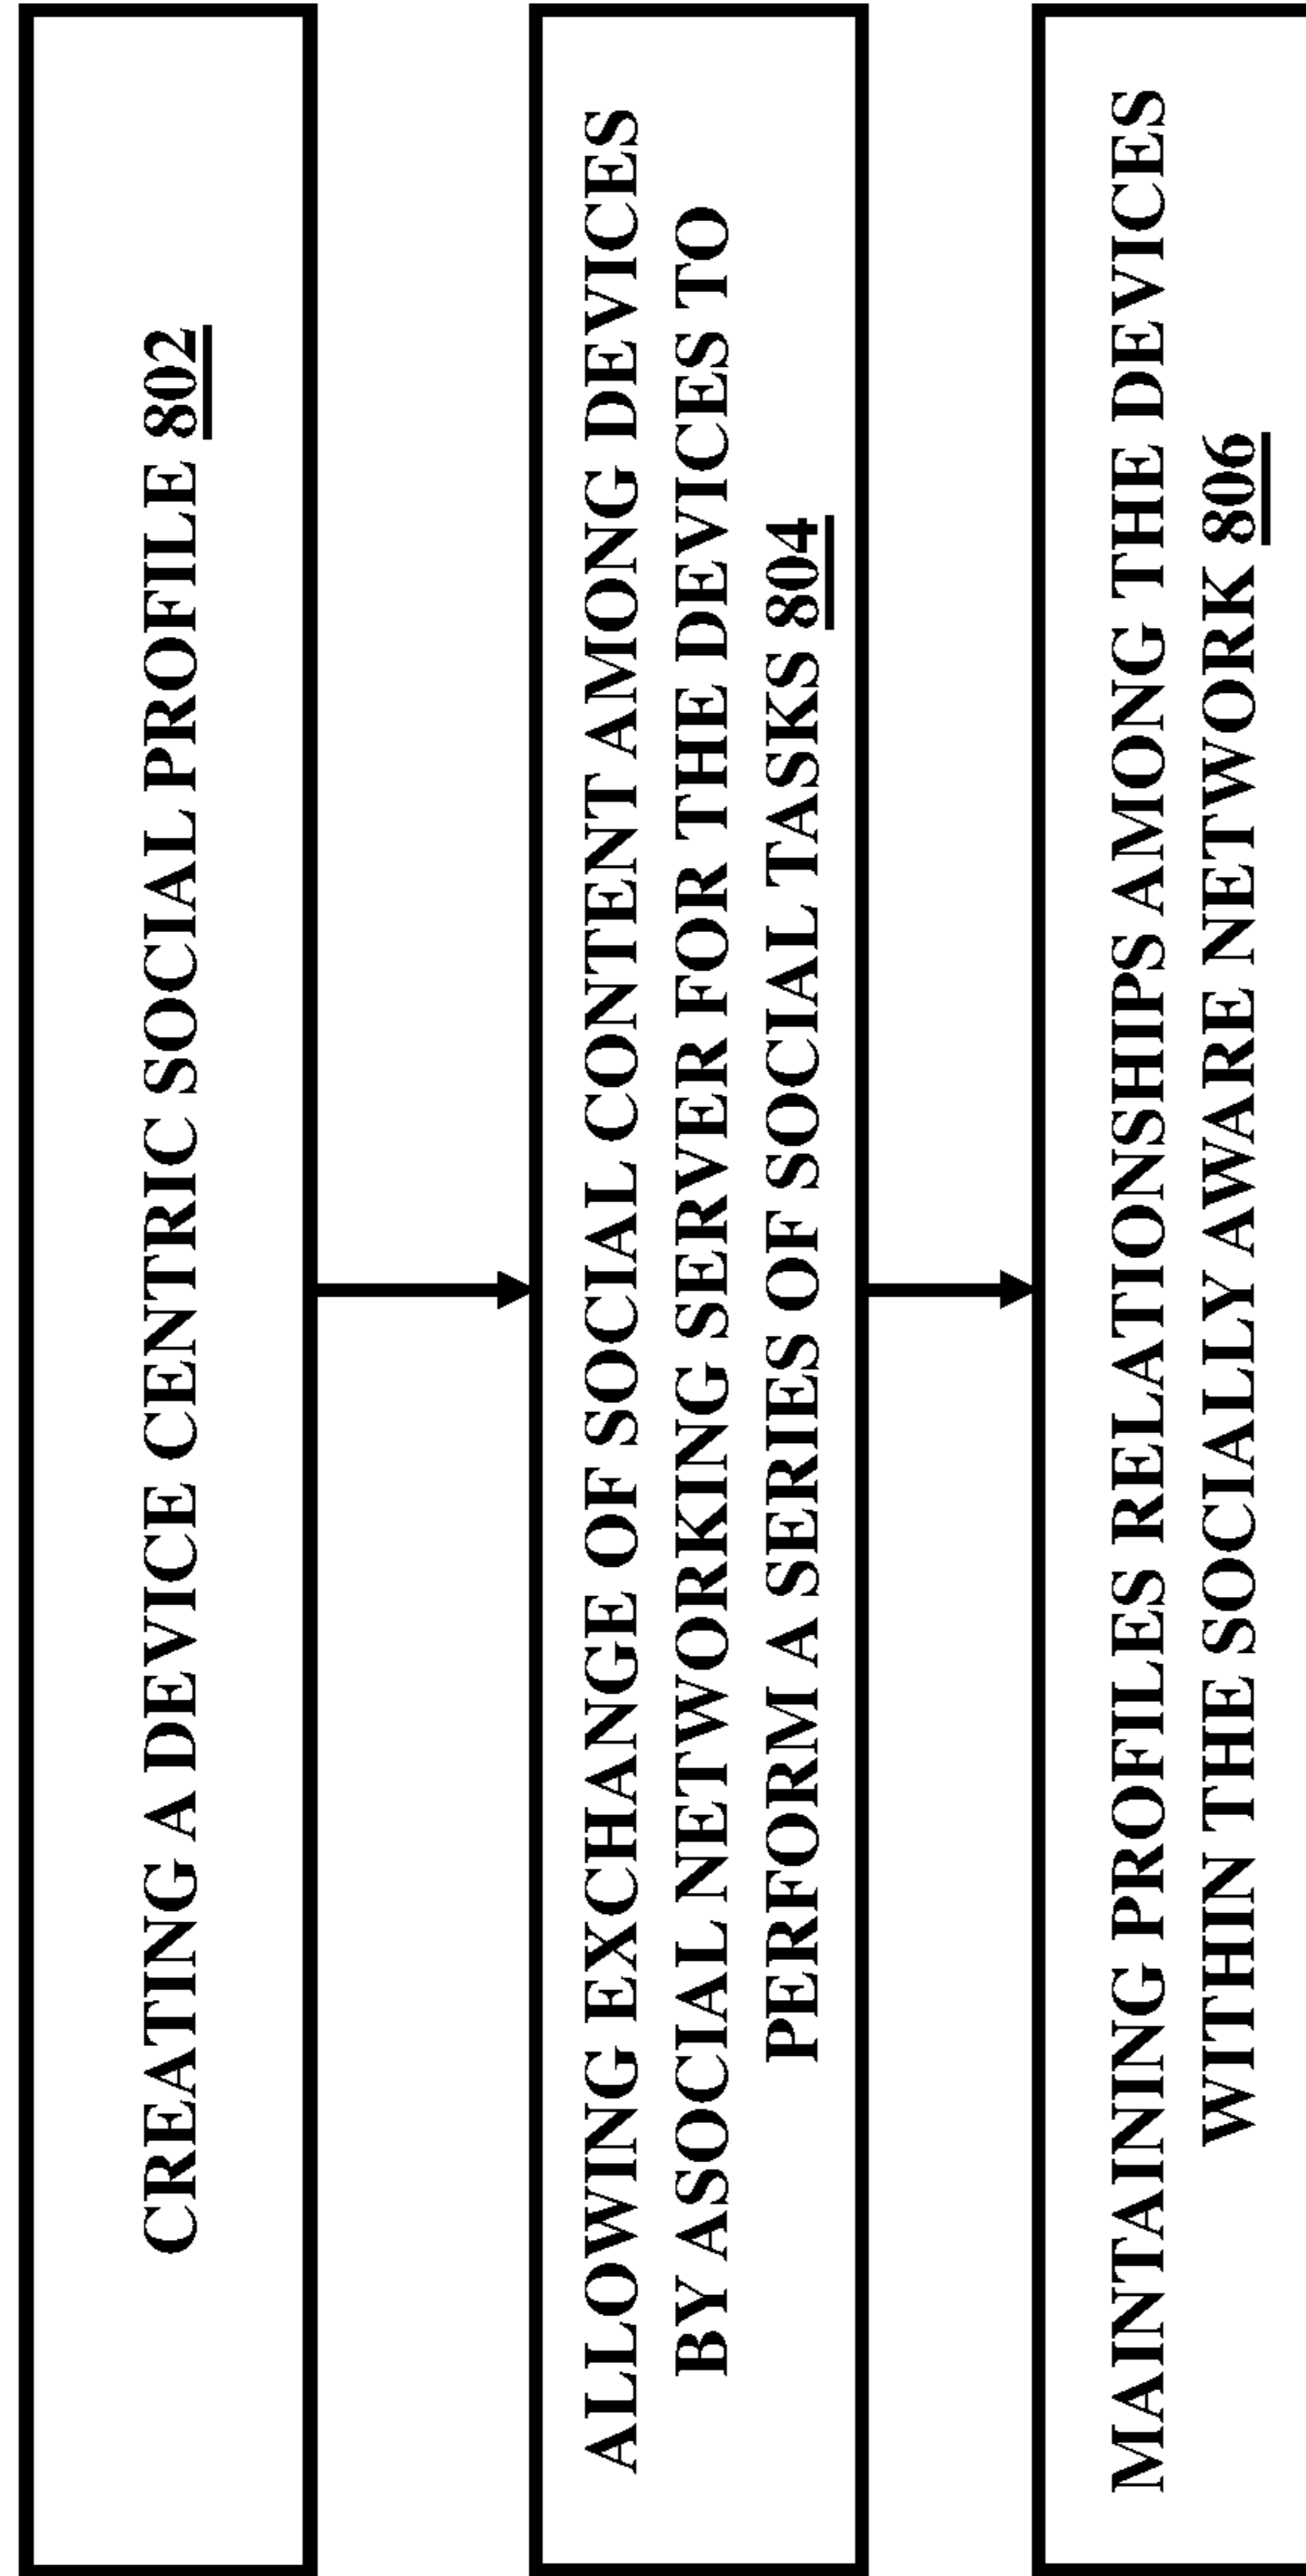 CREATING A DEVICE CENTRIC SOCIAL PROFILE 802
ALLOWING EXCHANGE OF SOCIAL CONTENT AMONG DEVICES
BY ASOCIAL NETWORKING SERVER FOR THE DEVICES TO
PERFORM A SERIES OF SOCIAL TASKS 804
MAINTAINING PROFILES RELATIONSHIPS AMONG THE DEVICES
WITHIN THE SOCIALLY AWARE NETWORK 806